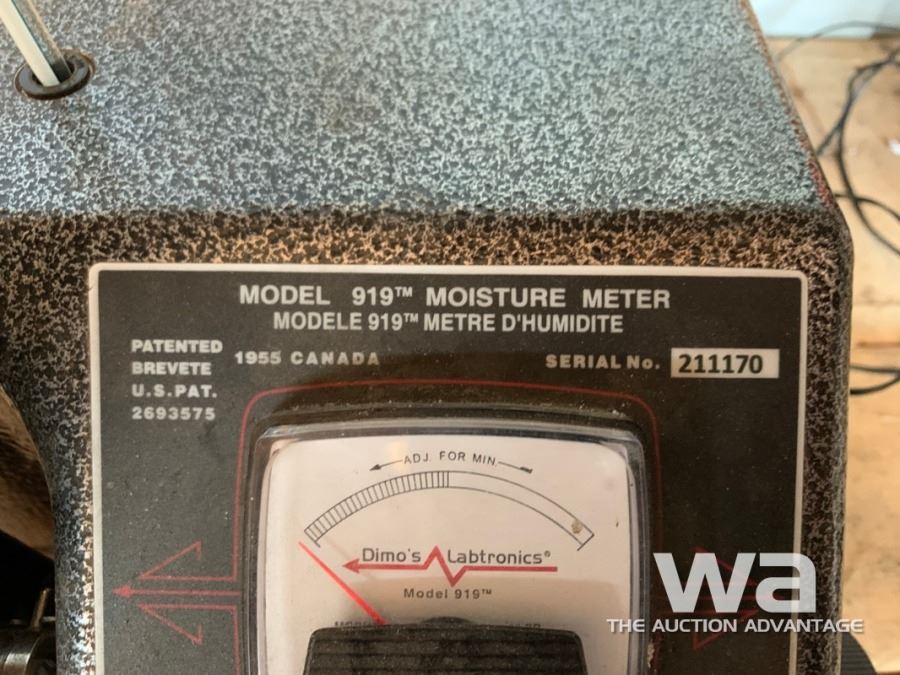 MODEL 919™ MOISTURE METER
MODELE 919™ METRE D'HUMIDITE
PATENTED
BREVETE
U.S. PAT.
2693575
1955 CANADA
SERIAL No. 211170
ADJ. FOR MIN.
Dimo's Labtronics®
Model 919™
wa
THE AUCTION ADVANTAGE